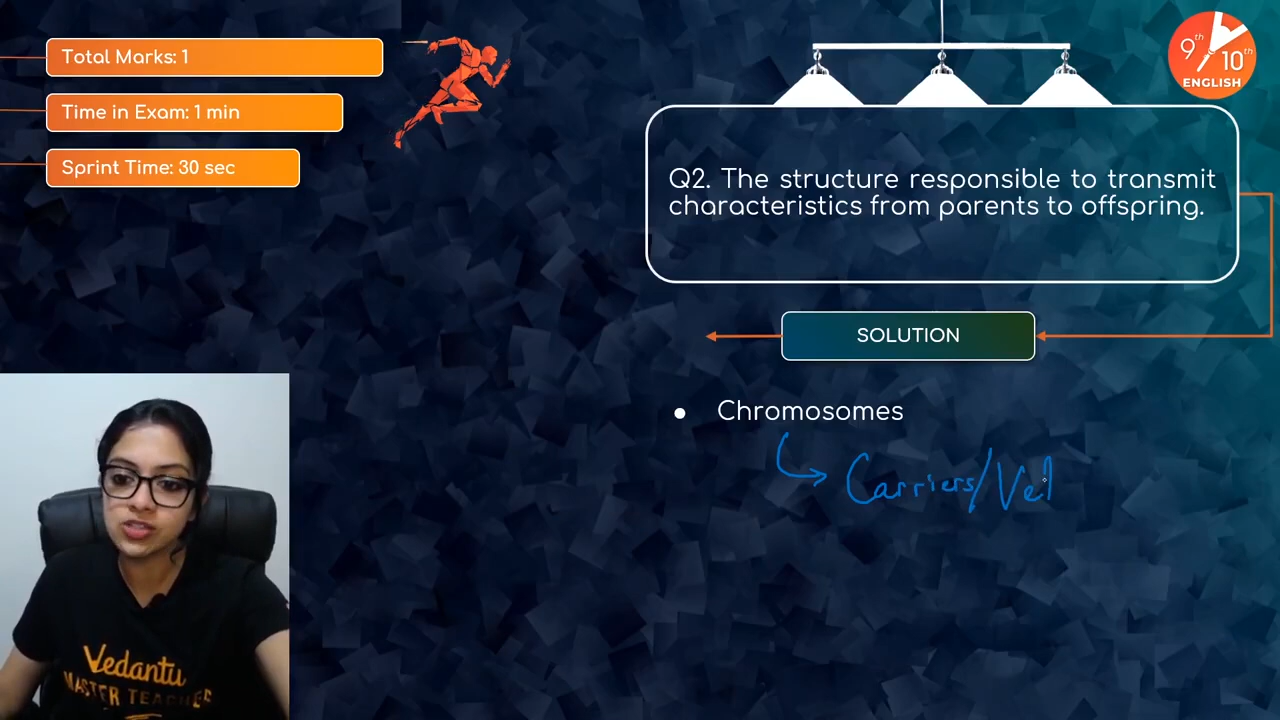 Total Marks: 1
Time in Exam: 1 min
Sprint Time: 30 sec
9th 10th
ENGLISH
Q2. The structure responsible to transmit
characteristics from parents to offspring.
SOLUTION
• Chromosomes
Carriers/Veh
Vedantu
MASTER TEACHER